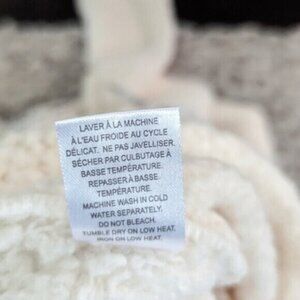 LAVER À LA MACHINE
À L'EAU FROIDE AU CYCLE
DÉLICAT. NE PAS JAVELLISER.
SÉCHER PAR CULBUTAGE À
BASSE TEMPÉRATURE.
REPASSER À BASSE
TEMPÉRATURE.
MACHINE WASH IN COLD
WATER SEPARATELY,
DO NOT BLEACH.
TUMBLE DRY ON LOW HEAT.
IRON ON LOW HEAT.